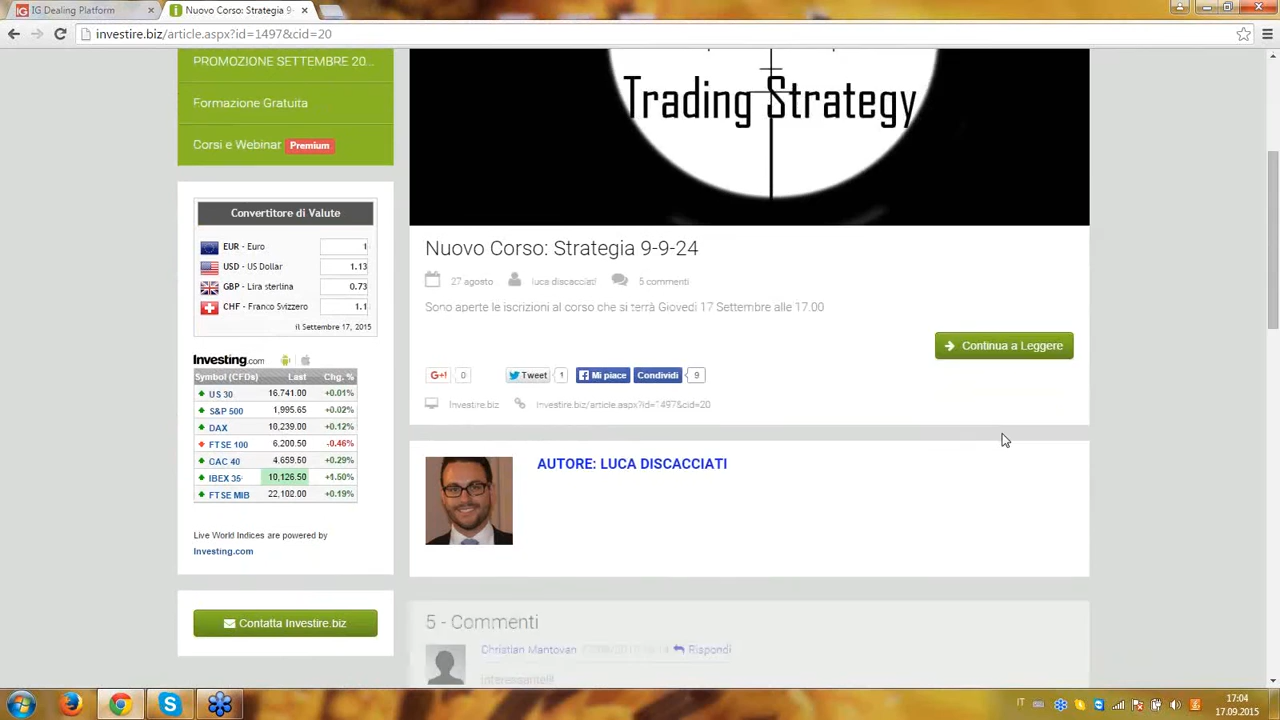 IG Dealing Platform
Nuovo Corso: Strategia 9-
investire.biz/article.aspx?id=1497&cid=20
PROMOZIONE SETTEMBRE 20...
Formazione Gratuita
Corsi e Webinar Premium
Trading Strategy
Convertitore di Valute
EUR - Euro 1
USD - US Dollar 1.13
GBP - Lira sterlina 0.73
CHF - Franco Svizzero 1.1
il Settembre 17, 2015
Investing.com
Symbol (CFDs) Last Chg. %
US 30 16,741.00 +0.01%
S&P 500 1,995.65 +0.02%
DAX 10,239.00 +0.12%
FTSE 100 6,200.50 -0.46%
CAC 40 4,659.50 +0.29%
IBEX 35 10,126.50 +1.50%
FTSE MIB 22,102.00 +0.19%
Live World Indices are powered by
Investing.com
Contatta Investire.biz
Nuovo Corso: Strategia 9-9-24
27 agosto luca discacciati 5 commenti
Sono aperte le iscrizioni al corso che si terrà Giovedì 17 Settembre alle 17:00
Continua a Leggere
G+1 0 Tweet 1 Mi piace Condividi 9
Investire.biz Investire.biz/article.aspx?id=1497&cid=20
AUTORE: LUCA DISCACCIATI
5 - Commenti
Christian Mantovan Rispondi
interessante!!!
IT 17:04
17.09.2015